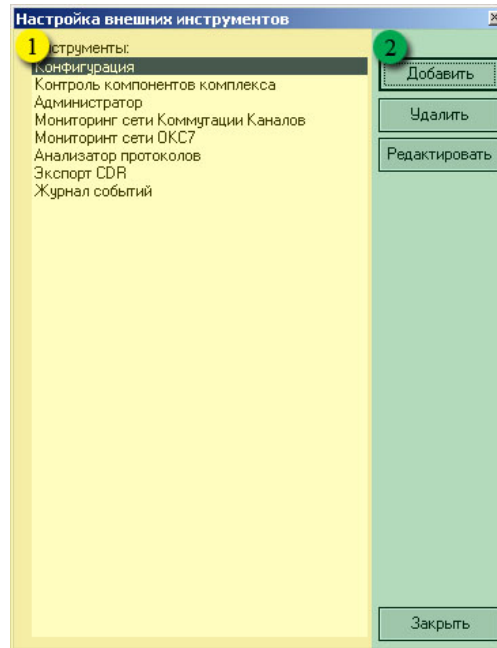 Настройка внешних инструментов
1
нструменты:
2
Конфигурация
Контроль компонентов комплекса
Администратор
Мониторинг сети Коммутации Каналов
Мониторинг сети ОКС7
Анализатор протоколов
Экспорт CDR
Журнал событий
Добавить
Удалить
Редактировать
Закрыть